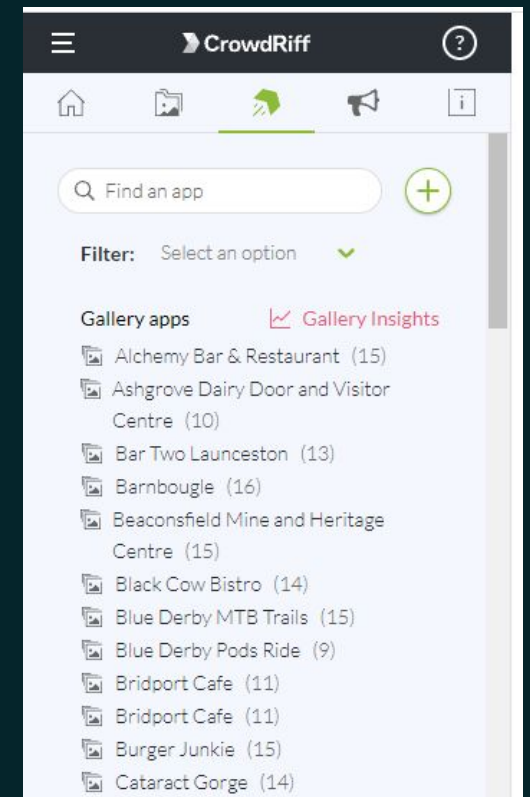 CrowdRiff
?
i
Find an app
Filter: Select an option
Gallery apps Gallery Insights
Alchemy Bar & Restaurant (15)
Ashgrove Dairy Door and Visitor
Centre (10)
Bar Two Launceston (13)
Barnbougle (16)
Beaconsfield Mine and Heritage
Centre (15)
Black Cow Bistro (14)
Blue Derby MTB Trails (15)
Blue Derby Pods Ride (9)
Bridport Cafe (11)
Bridport Cafe (11)
Burger Junkie (15)
Cataract Gorge (14)